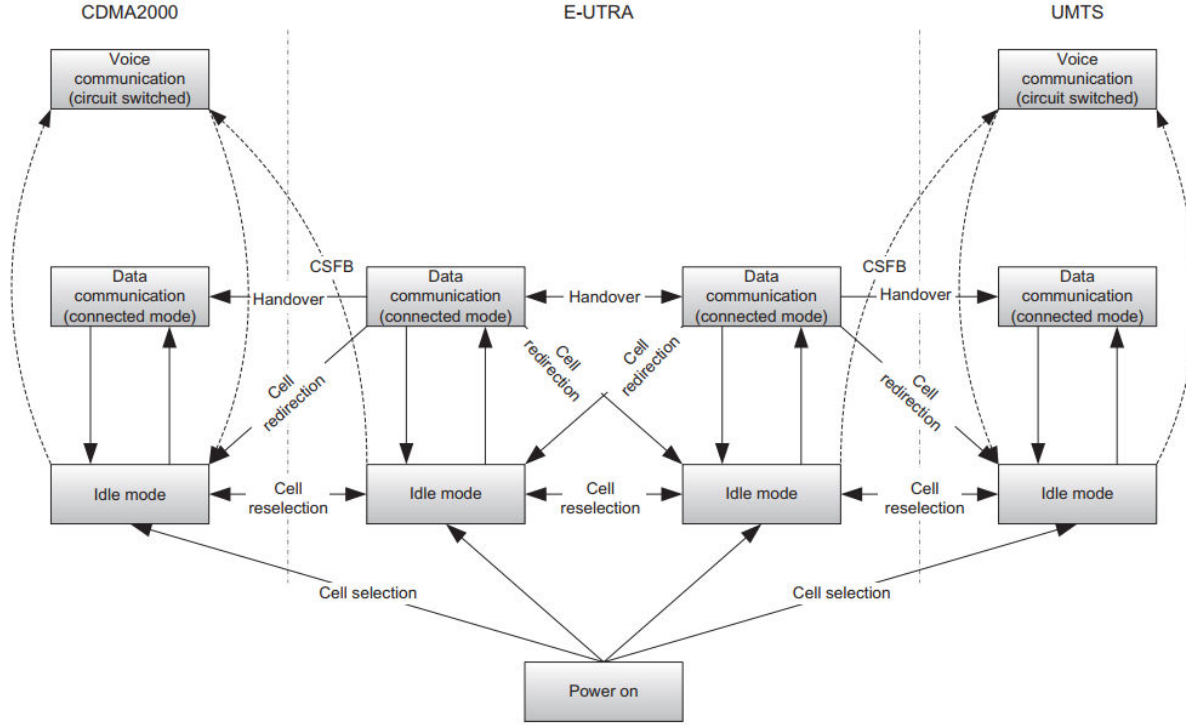 CDMA2000
E-UTRA
UMTS
Voice
communication
(circuit switched)
Voice
communication
(circuit switched)
CSFB
CSFB
Data
communication
(connected mode)
Handover
Data
communication
(connected mode)
Handover
Data
communication
(connected mode)
Handover
Data
communication
(connected mode)
Cell
redirection
Cell
redirection
Cell
redirection
Cell
redirection
Idle mode
Cell
reselection
Idle mode
Cell
reselection
Idle mode
Cell
reselection
Idle mode
Cell selection
Cell selection
Power on